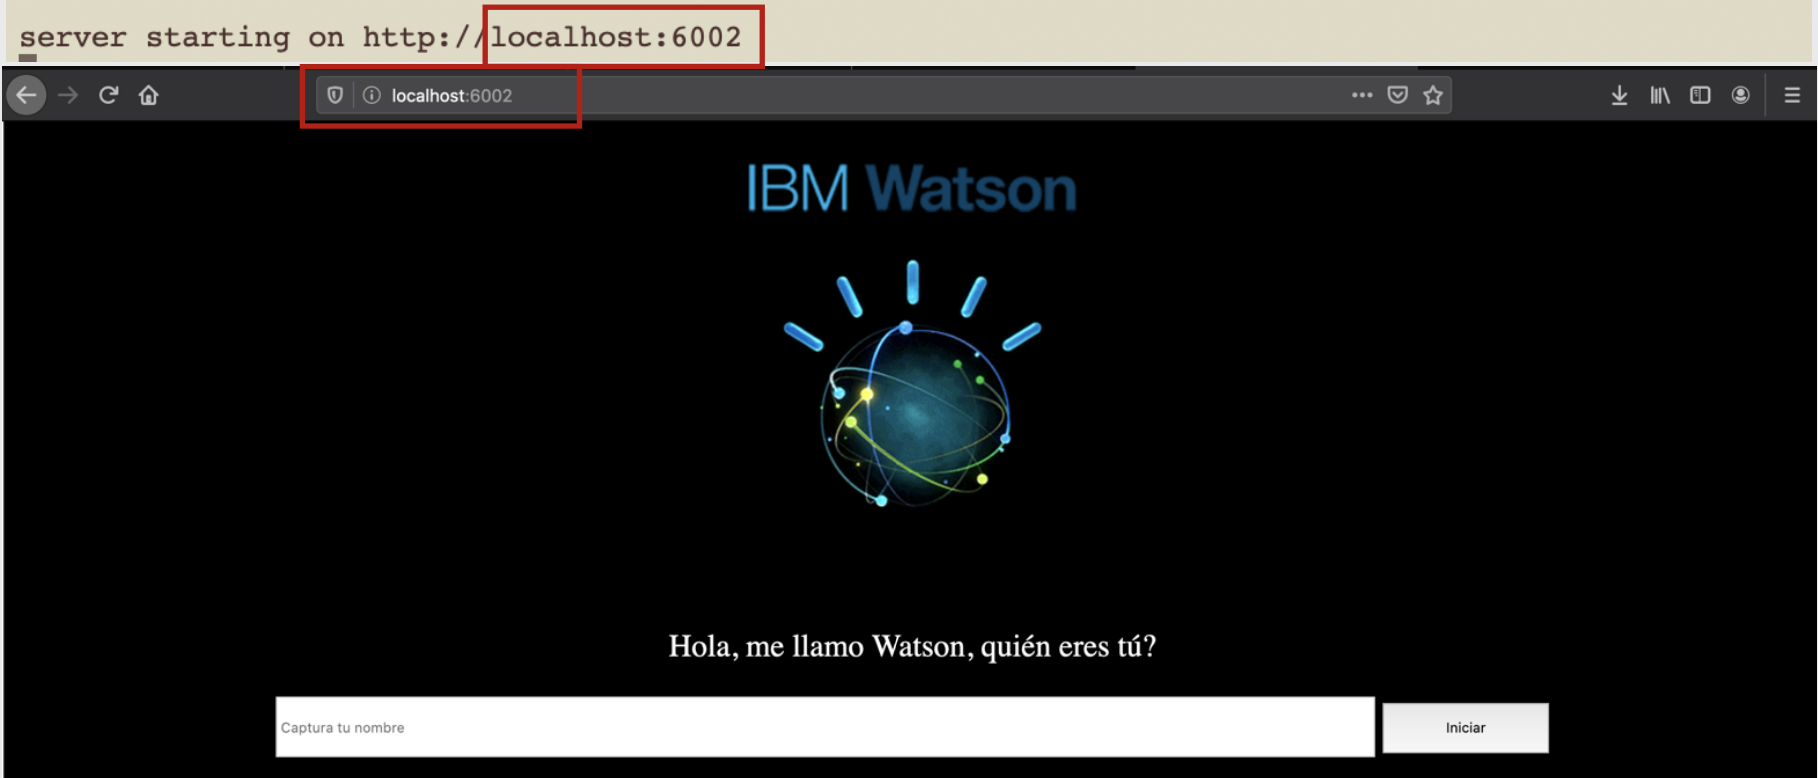 server starting on http://localhost:6002
localhost:6002
IBM Watson
Hola, me llamo Watson, quién eres tú?
Captura tu nombre
Iniciar